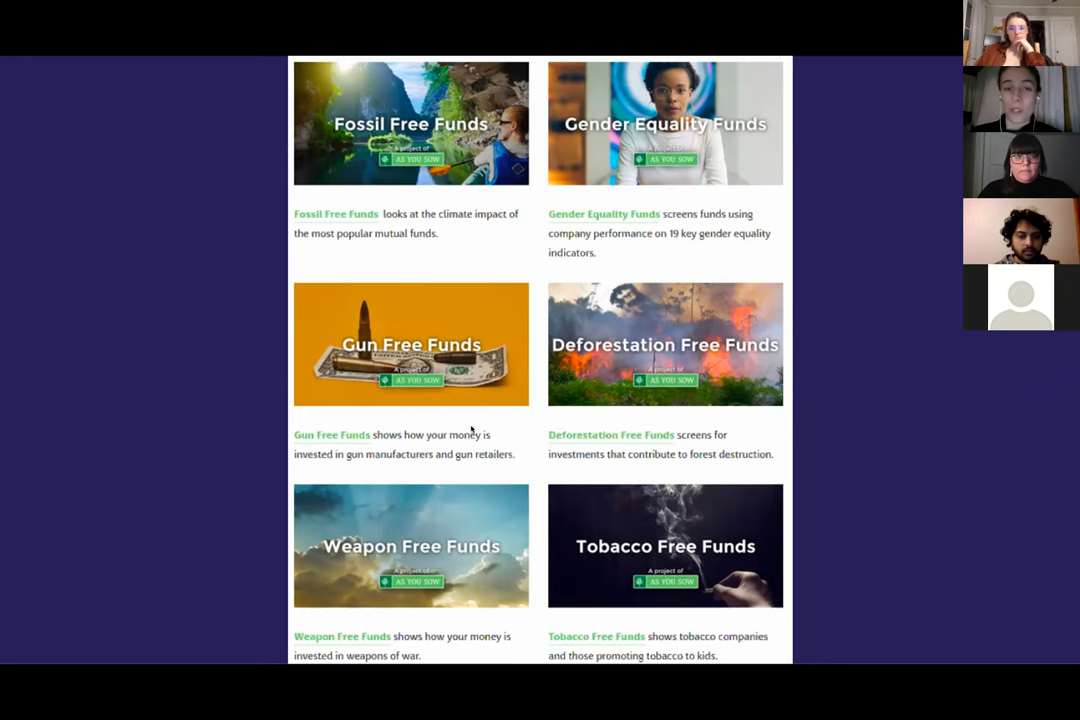 Fossil Free Funds
A project of
AS YOU SOW
Fossil Free Funds looks at the climate impact of
the most popular mutual funds.
Gender Equality Funds
A project of
AS YOU SOW
Gender Equality Funds screens funds using
company performance on 19 key gender equality
indicators.
Gun Free Funds
A project of
AS YOU SOW
Gun Free Funds shows how your money is
invested in gun manufacturers and gun retailers.
Deforestation Free Funds
A project of
AS YOU SOW
Deforestation Free Funds screens for
investments that contribute to forest destruction.
Weapon Free Funds
A project of
AS YOU SOW
Weapon Free Funds shows how your money is
invested in weapons of war.
Tobacco Free Funds
A project of
AS YOU SOW
Tobacco Free Funds shows tobacco companies
and those promoting tobacco to kids.